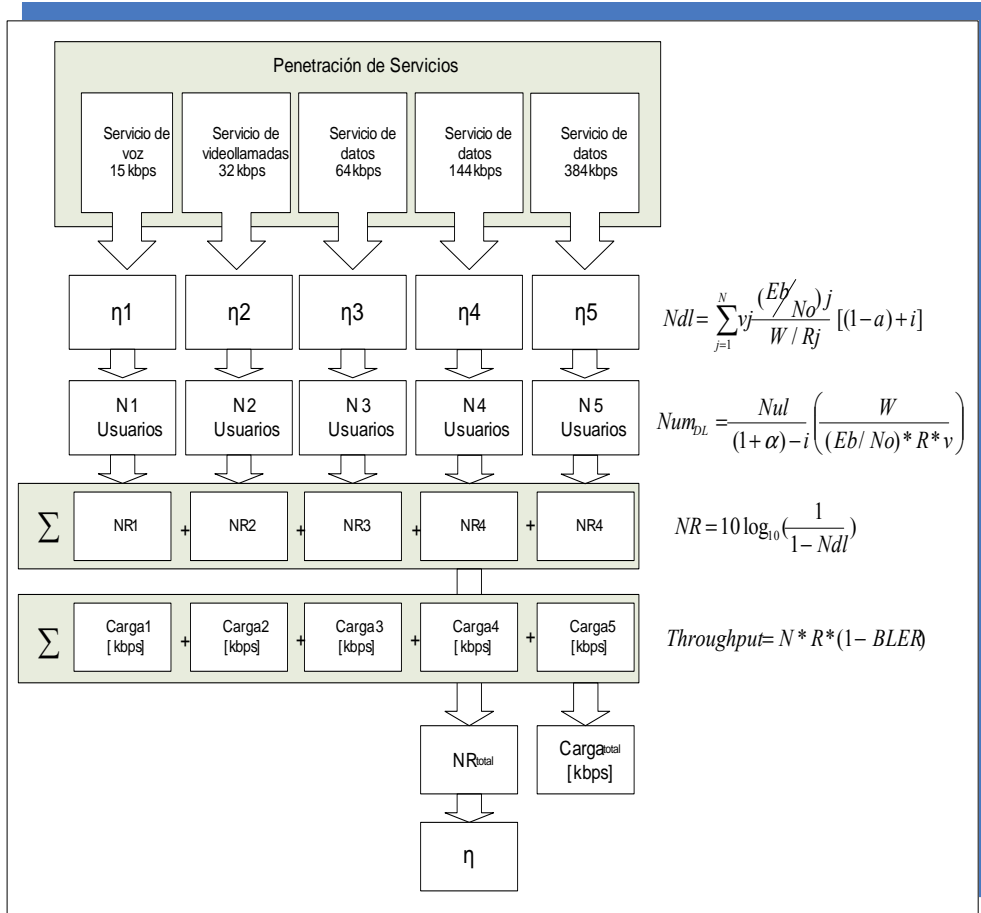 Penetración de Servicios
Servicio de voz 15 kbps
Servicio de videollamadas 32 kbps
Servicio de datos 64 kbps
Servicio de datos 144 kbps
Servicio de datos 384 kbps
η1 η2 η3 η4 η5
Ndl = ∑_{j=1}^{N} vj (Eb/No)j / (W / Rj) [(1−a)+i]
N1 Usuarios
N2 Usuarios
N3 Usuarios
N4 Usuarios
N5 Usuarios
Num_{DL} = Nul / ((1+α)−i) (W / ((Eb/No)*R*v))
∑ NR1 + NR2 + NR3 + NR4 + NR4
NR = 10 log_{10}(1 / (1−Ndl))
∑ Carga1 [kbps] + Carga2 [kbps] + Carga3 [kbps] + Carga4 [kbps] + Carga5 [kbps]
Throughput = N*R*(1−BLER)
NRtotal
Cargatotal [kbps]
η